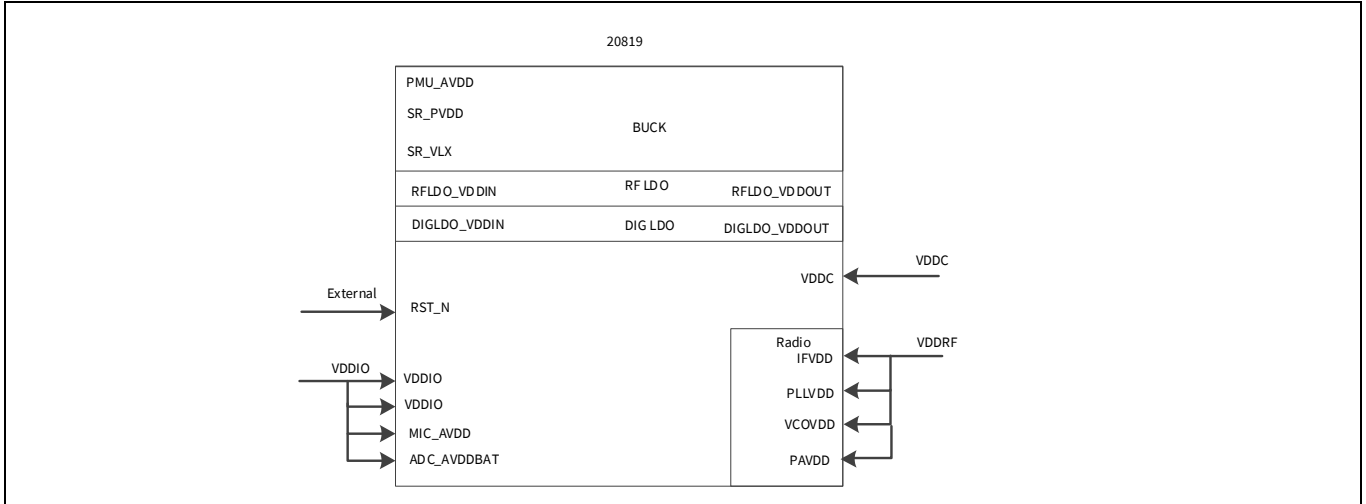 20819
PMU_AVDD
SR_PVDD
BUCK
SR_VLX
RFLDO_VDDIN
RF LDO
RFLDO_VDDOUT
DIGLDO_VDDIN
DIG LDO
DIGLDO_VDDOUT
VDDC
VDDC
External
RST_N
Radio
VDDRF
IFVDD
VDDIO
VDDIO
PLLVDD
VDDIO
VCOVDD
MIC_AVDD
ADC_AVDDBAT
PAVDD